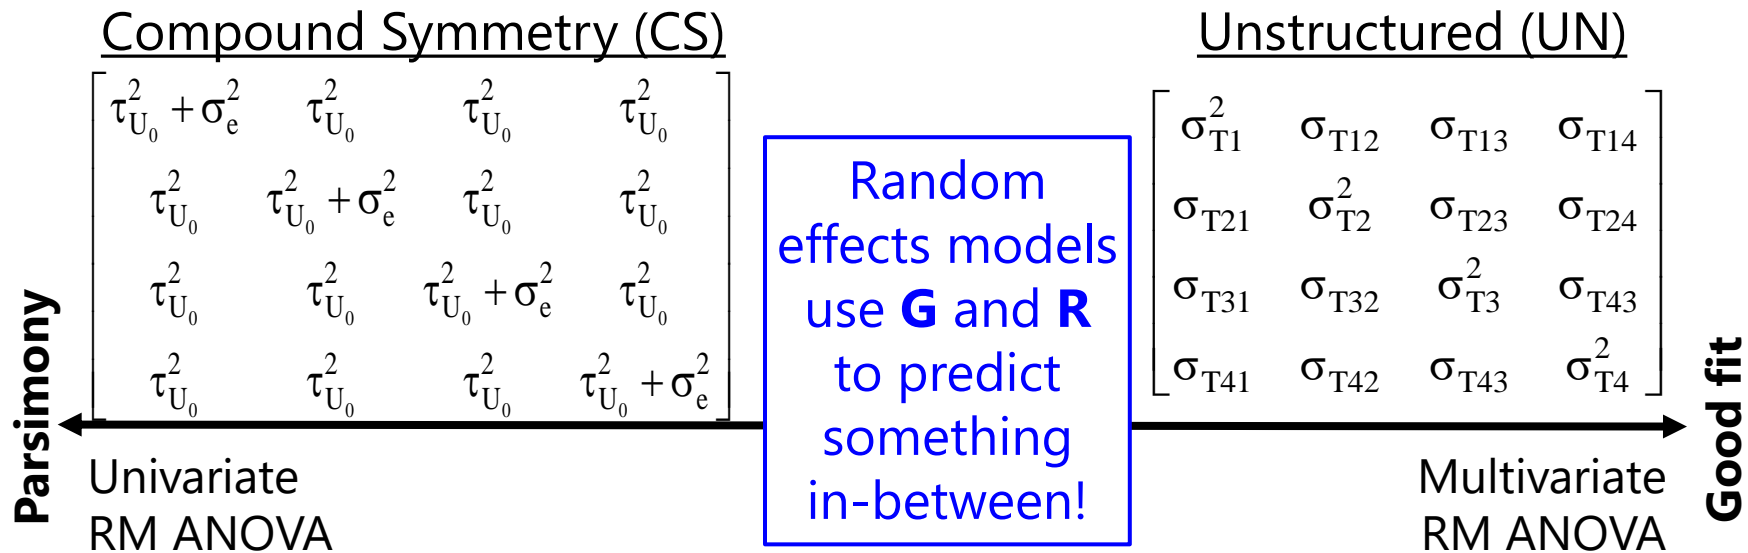 Compound Symmetry (CS)
τ²U₀ + σ²e τ²U₀ τ²U₀ τ²U₀
τ²U₀ τ²U₀ + σ²e τ²U₀ τ²U₀
τ²U₀ τ²U₀ τ²U₀ + σ²e τ²U₀
τ²U₀ τ²U₀ τ²U₀ τ²U₀ + σ²e
Random
effects models
use G and R
to predict
something
in-between!
Unstructured (UN)
σ²T1 σT12 σT13 σT14
σT21 σ²T2 σT23 σT24
σT31 σT32 σ²T3 σT43
σT41 σT42 σT43 σ²T4
Parsimony
Univariate
RM ANOVA
Multivariate
RM ANOVA
Good fit